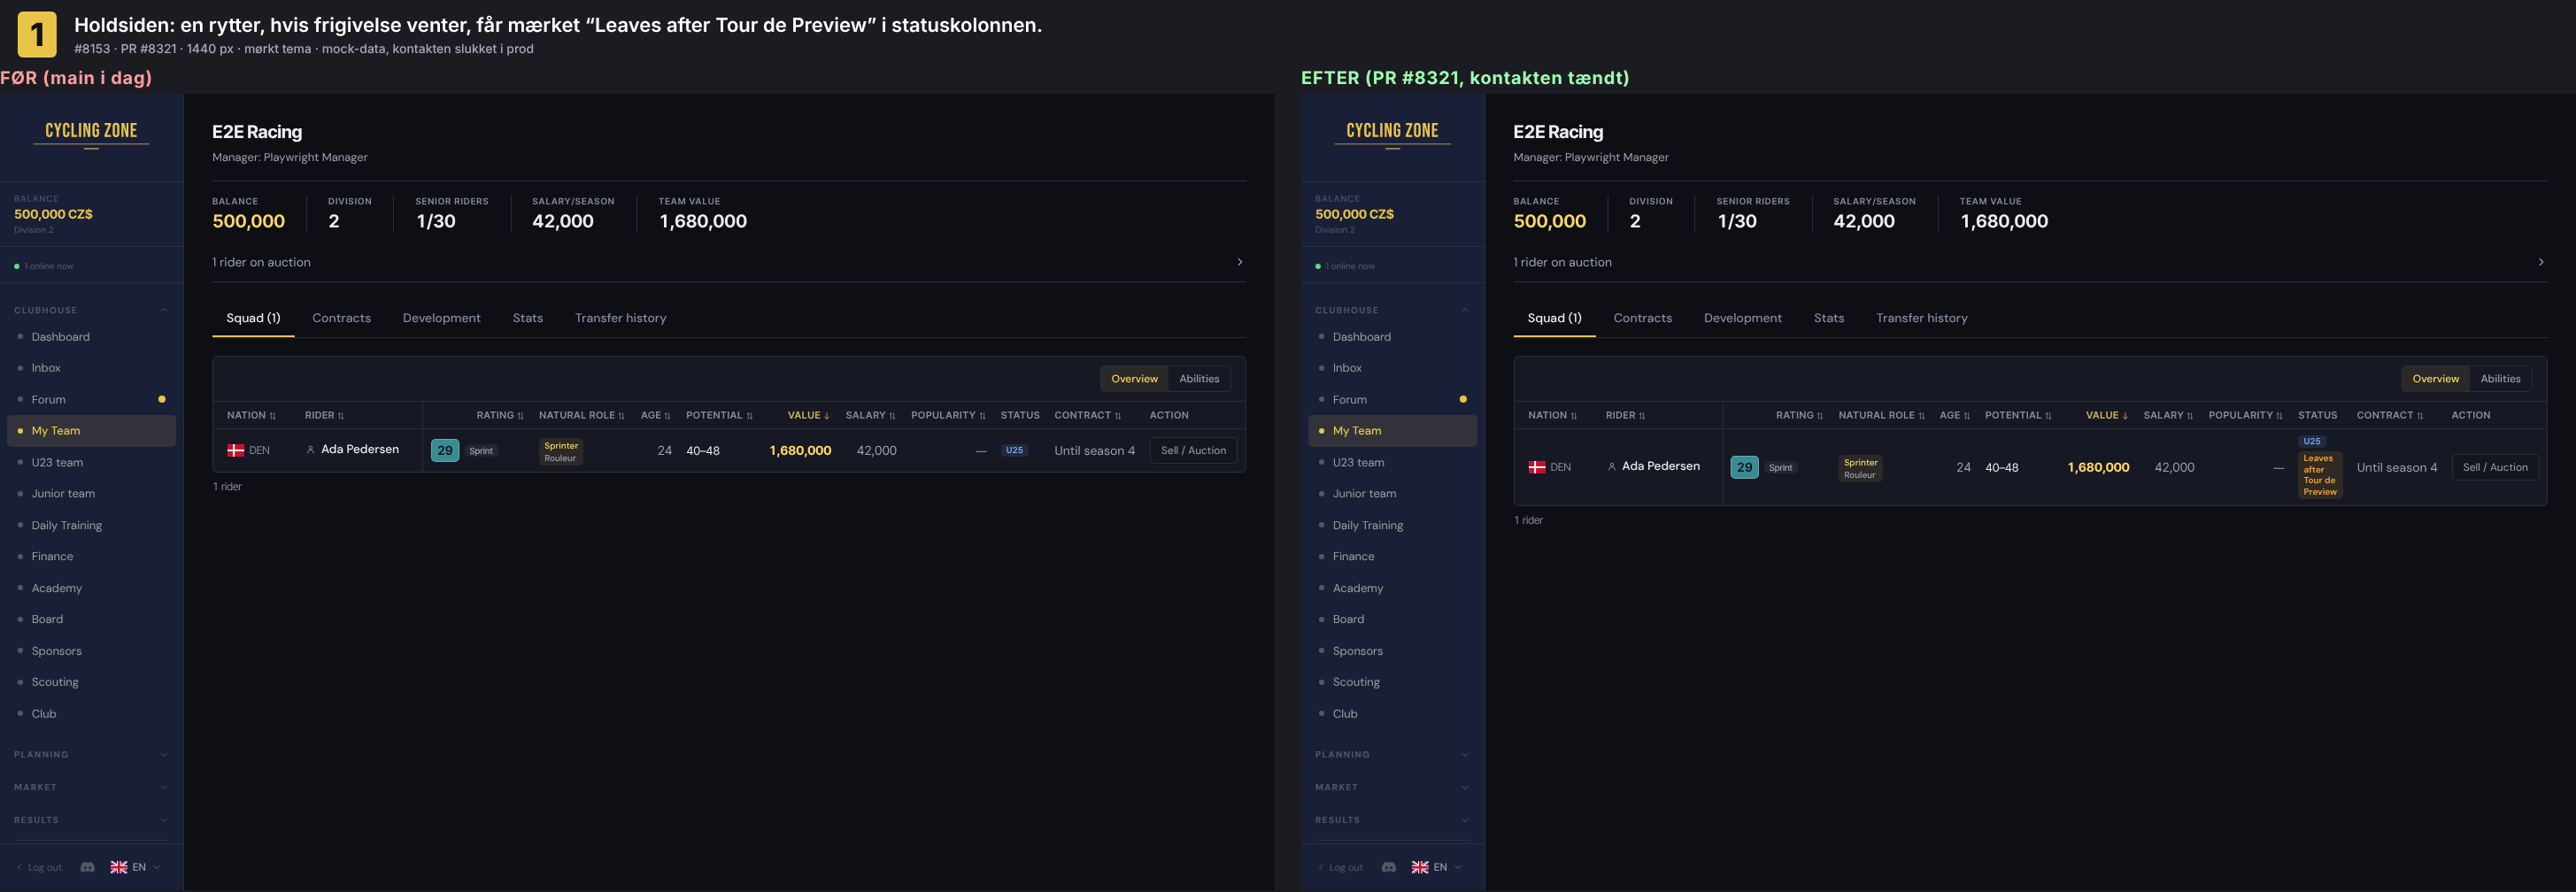 1
Holdsiden: en rytter, hvis frigivelse venter, får mærket “Leaves after Tour de Preview” i statuskolonnen.
#8153 · PR #8321 · 1440 px · mørkt tema · mock-data, kontakten slukket i prod
FØR (main i dag)
CYCLING ZONE
BALANCE
500,000 CZ$
Division 2
1 online now
CLUBHOUSE
Dashboard
Inbox
Forum
My Team
U23 team
Junior team
Daily Training
Finance
Academy
Board
Sponsors
Scouting
Club
PLANNING
MARKET
RESULTS
Log out EN
E2E Racing
Manager: Playwright Manager
BALANCE DIVISION SENIOR RIDERS SALARY/SEASON TEAM VALUE
500,000 2 1/30 42,000 1,680,000
1 rider on auction
Squad (1) Contracts Development Stats Transfer history
Overview Abilities
NATION RIDER RATING NATURAL ROLE AGE POTENTIAL VALUE SALARY POPULARITY STATUS CONTRACT ACTION
DEN Ada Pedersen 29 Sprint Sprinter 24 40–48 1,680,000 42,000 — U25 Until season 4 Sell / Auction
Rouleur
1 rider
EFTER (PR #8321, kontakten tændt)
CYCLING ZONE
BALANCE
500,000 CZ$
Division 2
1 online now
CLUBHOUSE
Dashboard
Inbox
Forum
My Team
U23 team
Junior team
Daily Training
Finance
Academy
Board
Sponsors
Scouting
Club
PLANNING
MARKET
RESULTS
Log out EN
E2E Racing
Manager: Playwright Manager
BALANCE DIVISION SENIOR RIDERS SALARY/SEASON TEAM VALUE
500,000 2 1/30 42,000 1,680,000
1 rider on auction
Squad (1) Contracts Development Stats Transfer history
Overview Abilities
NATION RIDER RATING NATURAL ROLE AGE POTENTIAL VALUE SALARY POPULARITY STATUS CONTRACT ACTION
DEN Ada Pedersen 29 Sprint Sprinter 24 40–48 1,680,000 42,000 — U25 Until season 4 Sell / Auction
Rouleur
Leaves
after
Tour de
Preview
1 rider